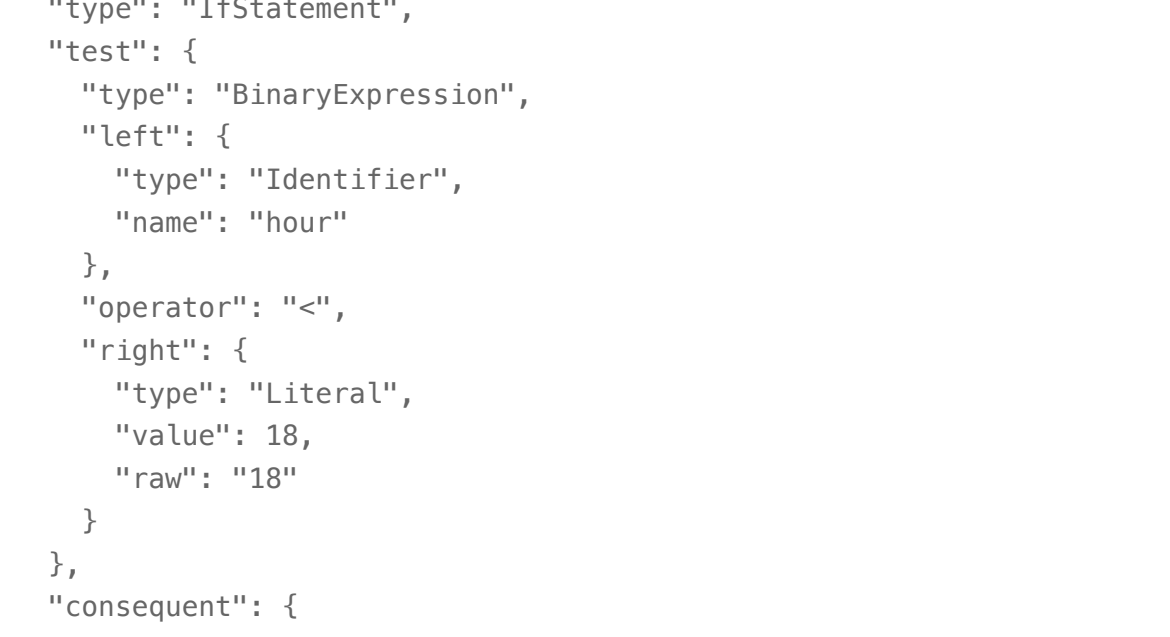 "type": "IfStatement",
"test": {
"type": "BinaryExpression",
"left": {
"type": "Identifier",
"name": "hour"
},
"operator": "<",
"right": {
"type": "Literal",
"value": 18,
"raw": "18"
}
},
"consequent": {